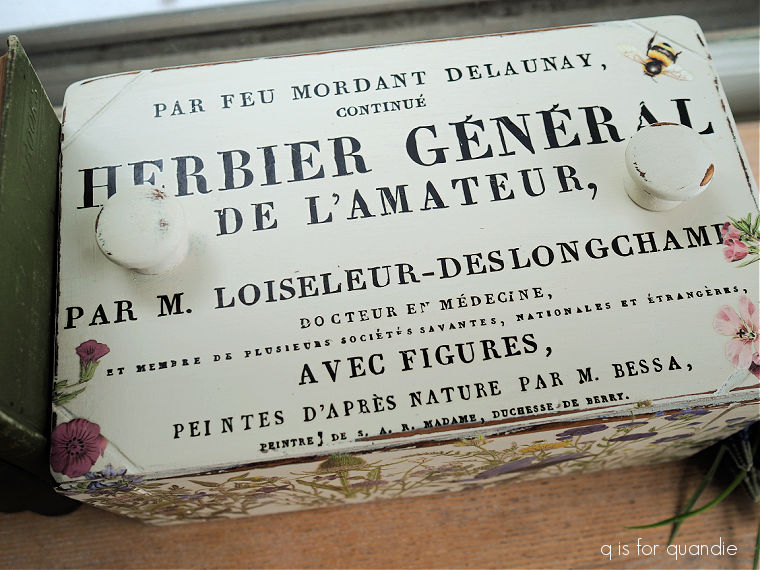 PAR FEU MORDANT DELAUNAY,
CONTINUÉ
HERBIER GÉNÉRAL
DE L'AMATEUR,
PAR M. LOISELEUR-DESLONGCHAMP
DOCTEUR EN MÉDECINE,
ET MEMBRE DE PLUSIEURS SOCIÉTÉS SAVANTES, NATIONALES ET ÉTRANGÈRES,
AVEC FIGURES,
PEINTES D'APRÈS NATURE PAR M. BESSA,
PEINTRE DE S. A. R. MADAME, DUCHESSE DE BERRY.
q is for quandie